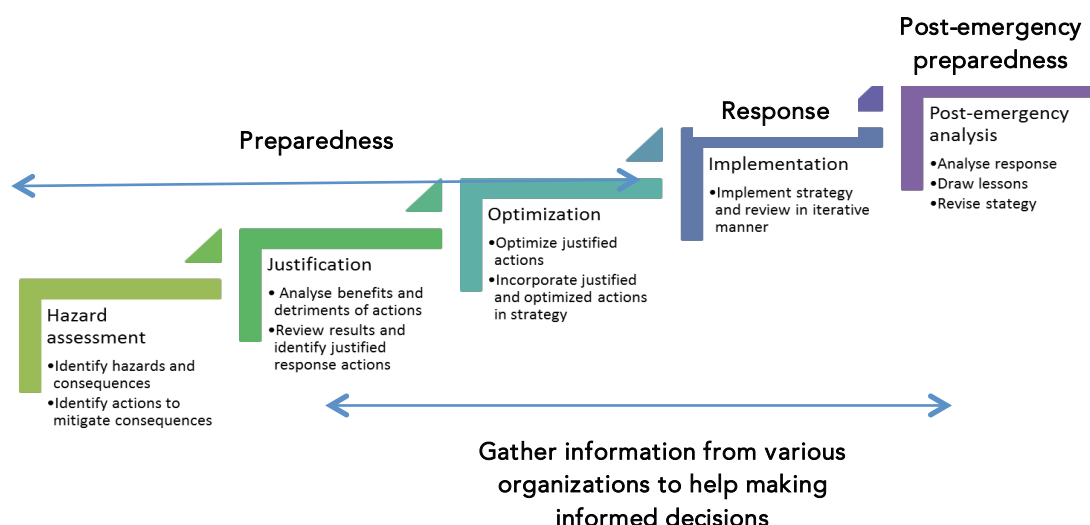 Post-emergency
preparedness
Response
Preparedness
Hazard
assessment
•Identify hazards and
consequences
•Identify actions to
mitigate consequences
Justification
• Analyse benefits and
detriments of actions
•Review results and
identify justified
response actions
Optimization
•Optimize justified
actions
•Incorporate justified
and optimized actions
in strategy
Implementation
•Implement strategy
and review in iterative
manner
Post-emergency
analysis
•Analyse response
•Draw lessons
•Revise stategy
Gather information from various
organizations to help making
informed decisions